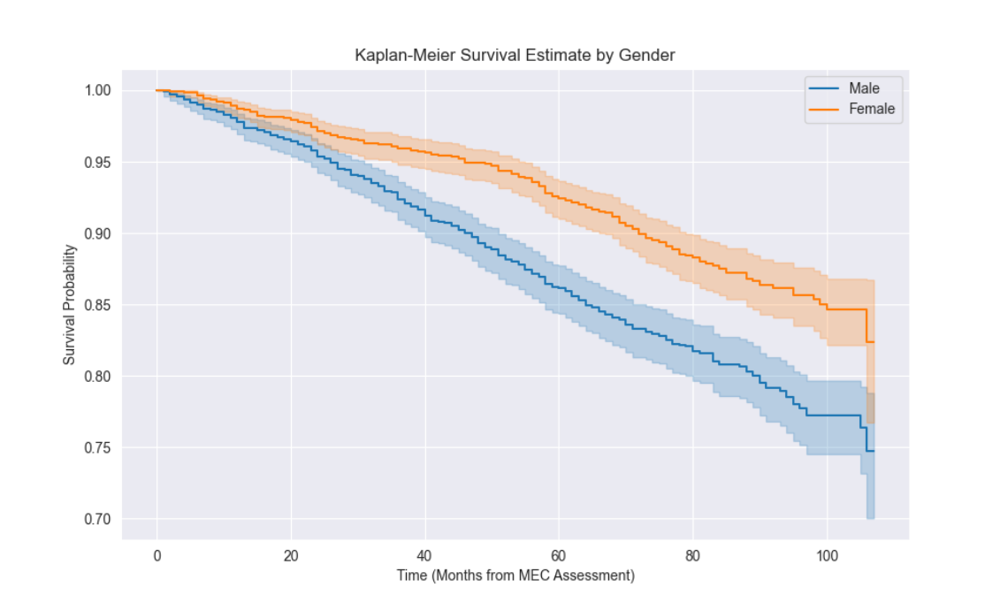 Kaplan-Meier Survival Estimate by Gender
Male
Female
Survival Probability
1.00
0.95
0.90
0.85
0.80
0.75
0.70
0 20 40 60 80 100
Time (Months from MEC Assessment)